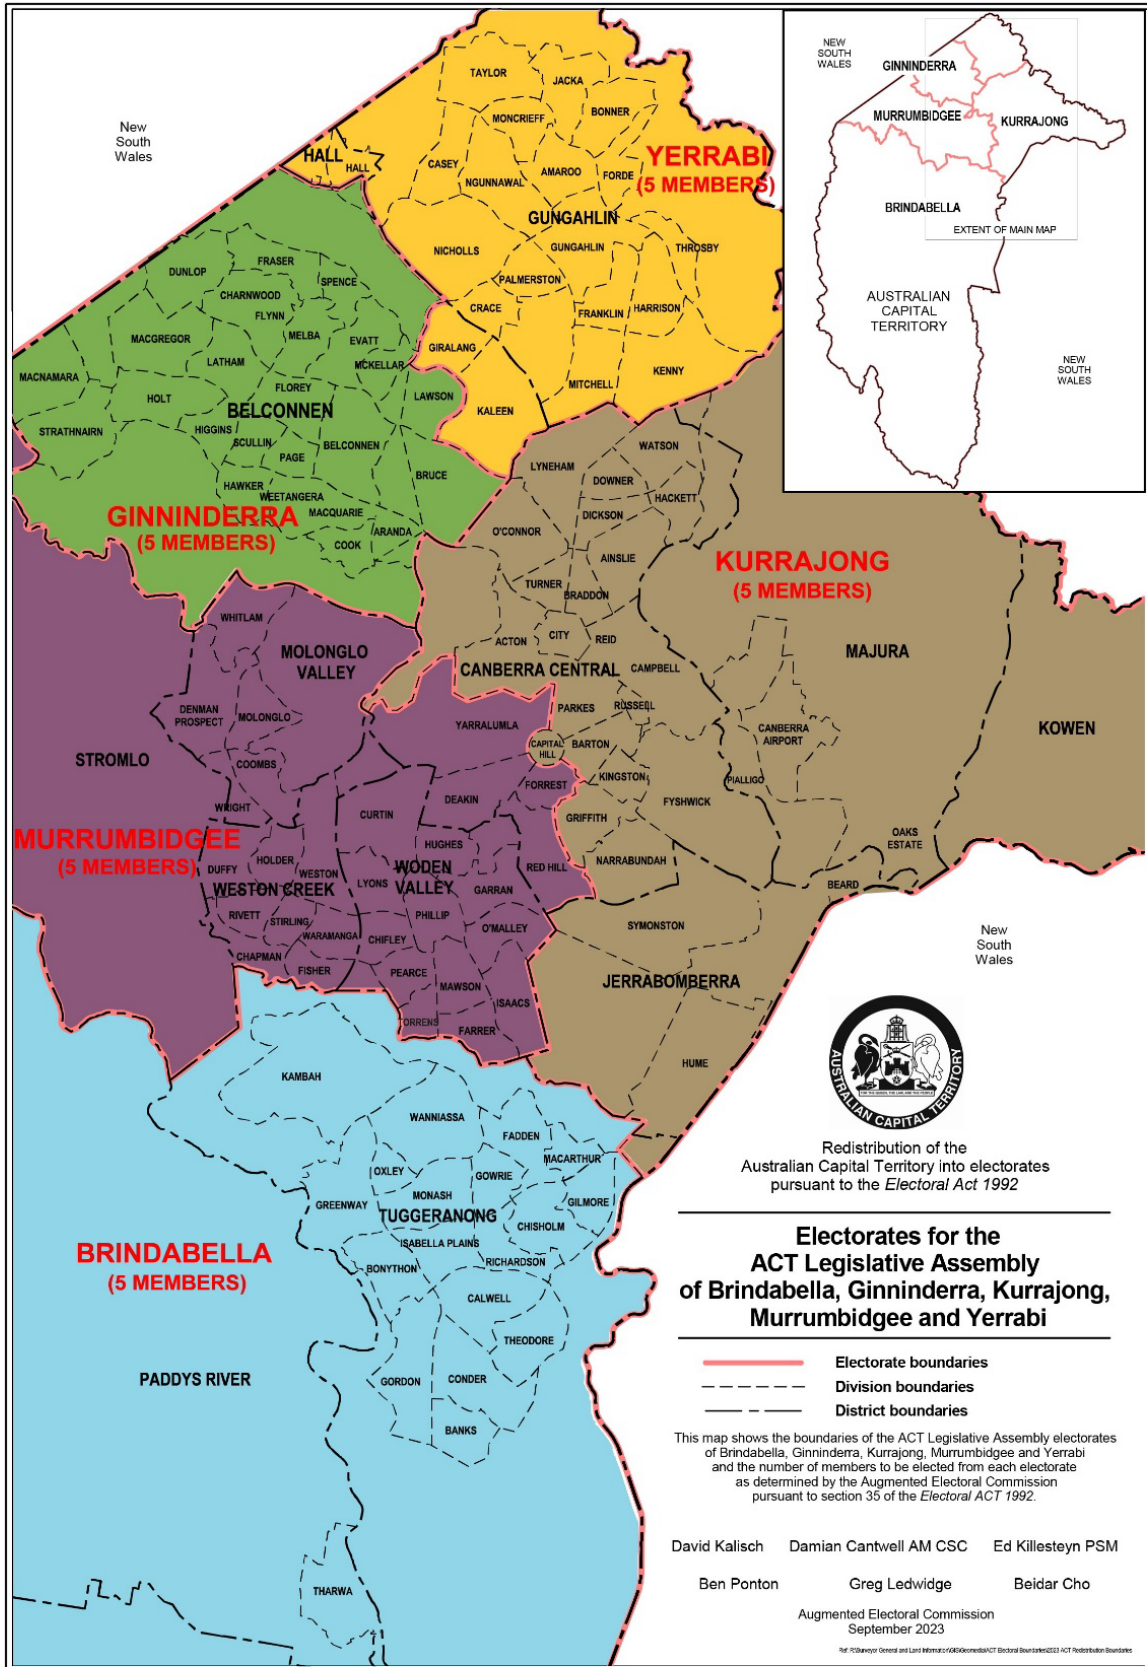 New
South
Wales
TAYLOR
JACKA
BONNER
MONCRIEFF
HALL
HALL
CASEY
NGUNNAWAL
AMAROO
FORDE
YERRABI
(5 MEMBERS)
GUNGAHLIN
NICHOLLS
GUNGAHLIN
THROSBY
PALMERSTON
CRACE
FRANKLIN
HARRISON
GIRALANG
MITCHELL
KENNY
KALEEN
NEW
SOUTH
WALES
GINNINDERRA
MURRUMBIDGEE
KURRAJONG
BRINDABELLA
EXTENT OF MAIN MAP
AUSTRALIAN
CAPITAL
TERRITORY
NEW
SOUTH
WALES
DUNLOP
FRASER
SPENCE
CHARNWOOD
FLYNN
MACGREGOR
MELBA
EVATT
LATHAM
MCKELLAR
MACNAMARA
HOLT
FLOREY
LAWSON
BELCONNEN
STRATHNAIRN
HIGGINS
SCULLIN
BELCONNEN
PAGE
BRUCE
HAWKER
WEETANGERA
MACQUARIE
GINNINDERRA
(5 MEMBERS)
ARANDA
COOK
WATSON
LYNEHAM
DOWNER
HACKETT
DICKSON
O'CONNOR
AINSLIE
TURNER
BRADDON
KURRAJONG
(5 MEMBERS)
ACTON
CITY
REID
CANBERRA CENTRAL
CAMPBELL
MAJURA
PARKES
RUSSELL
CANBERRA
AIRPORT
KOWEN
CAPITAL
HILL
BARTON
KINGSTON
PIALLIGO
FYSHWICK
GRIFFITH
NARRABUNDAH
OAKS
ESTATE
BEARD
SYMONSTON
JERRABOMBERRA
HUME
WHITLAM
MOLONGLO
VALLEY
DENMAN
PROSPECT
MOLONGLO
YARRALUMLA
STROMLO
COOMBS
DEAKIN
FORREST
WRIGHT
CURTIN
MURRUMBIDGEE
(5 MEMBERS)
HUGHES
HOLDER
DUFFY
WESTON
LYONS
WODEN
VALLEY
RED HILL
WESTON CREEK
GARRAN
RIVETT
STIRLING
PHILLIP
O'MALLEY
WARAMANGA
CHIFLEY
CHAPMAN
FISHER
PEARCE
MAWSON
ISAACS
ORRENS
FARRER
New
South
Wales
KAMBAH
WANNIASSA
FADDEN
MACARTHUR
OXLEY
GOWRIE
GREENWAY
MONASH
GILMORE
TUGGERANONG
CHISHOLM
ISABELLA PLAINS
BONYTHON
RICHARDSON
BRINDABELLA
(5 MEMBERS)
CALWELL
THEODORE
PADDYS RIVER
GORDON
CONDER
BANKS
THARWA
AUSTRALIAN CAPITAL TERRITORY
FOR THE QUEEN, THE LAW, AND THE PEOPLE
Redistribution of the
Australian Capital Territory into electorates
pursuant to the Electoral Act 1992
Electorates for the
ACT Legislative Assembly
of Brindabella, Ginninderra, Kurrajong,
Murrumbidgee and Yerrabi
Electorate boundaries
Division boundaries
District boundaries
This map shows the boundaries of the ACT Legislative Assembly electorates
of Brindabella, Ginninderra, Kurrajong, Murrumbidgee and Yerrabi
and the number of members to be elected from each electorate
as determined by the Augmented Electoral Commission
pursuant to section 35 of the Electoral ACT 1992.
David Kalisch Damian Cantwell AM CSC Ed Killesteyn PSM
Ben Ponton Greg Ledwidge Beidar Cho
Augmented Electoral Commission
September 2023